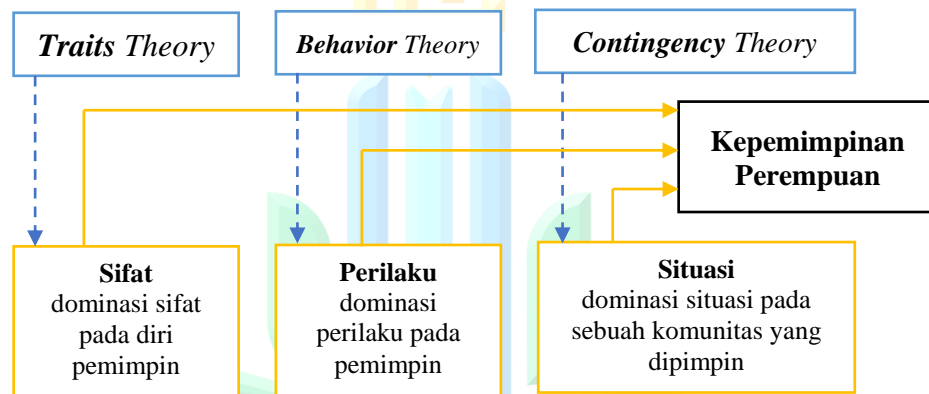 Traits Theory
Behavior Theory
Contingency Theory
Kepemimpinan
Perempuan
Sifat
dominasi sifat
pada diri
pemimpin
Perilaku
dominasi
perilaku pada
pemimpin
Situasi
dominasi situasi pada
sebuah komunitas yang
dipimpin